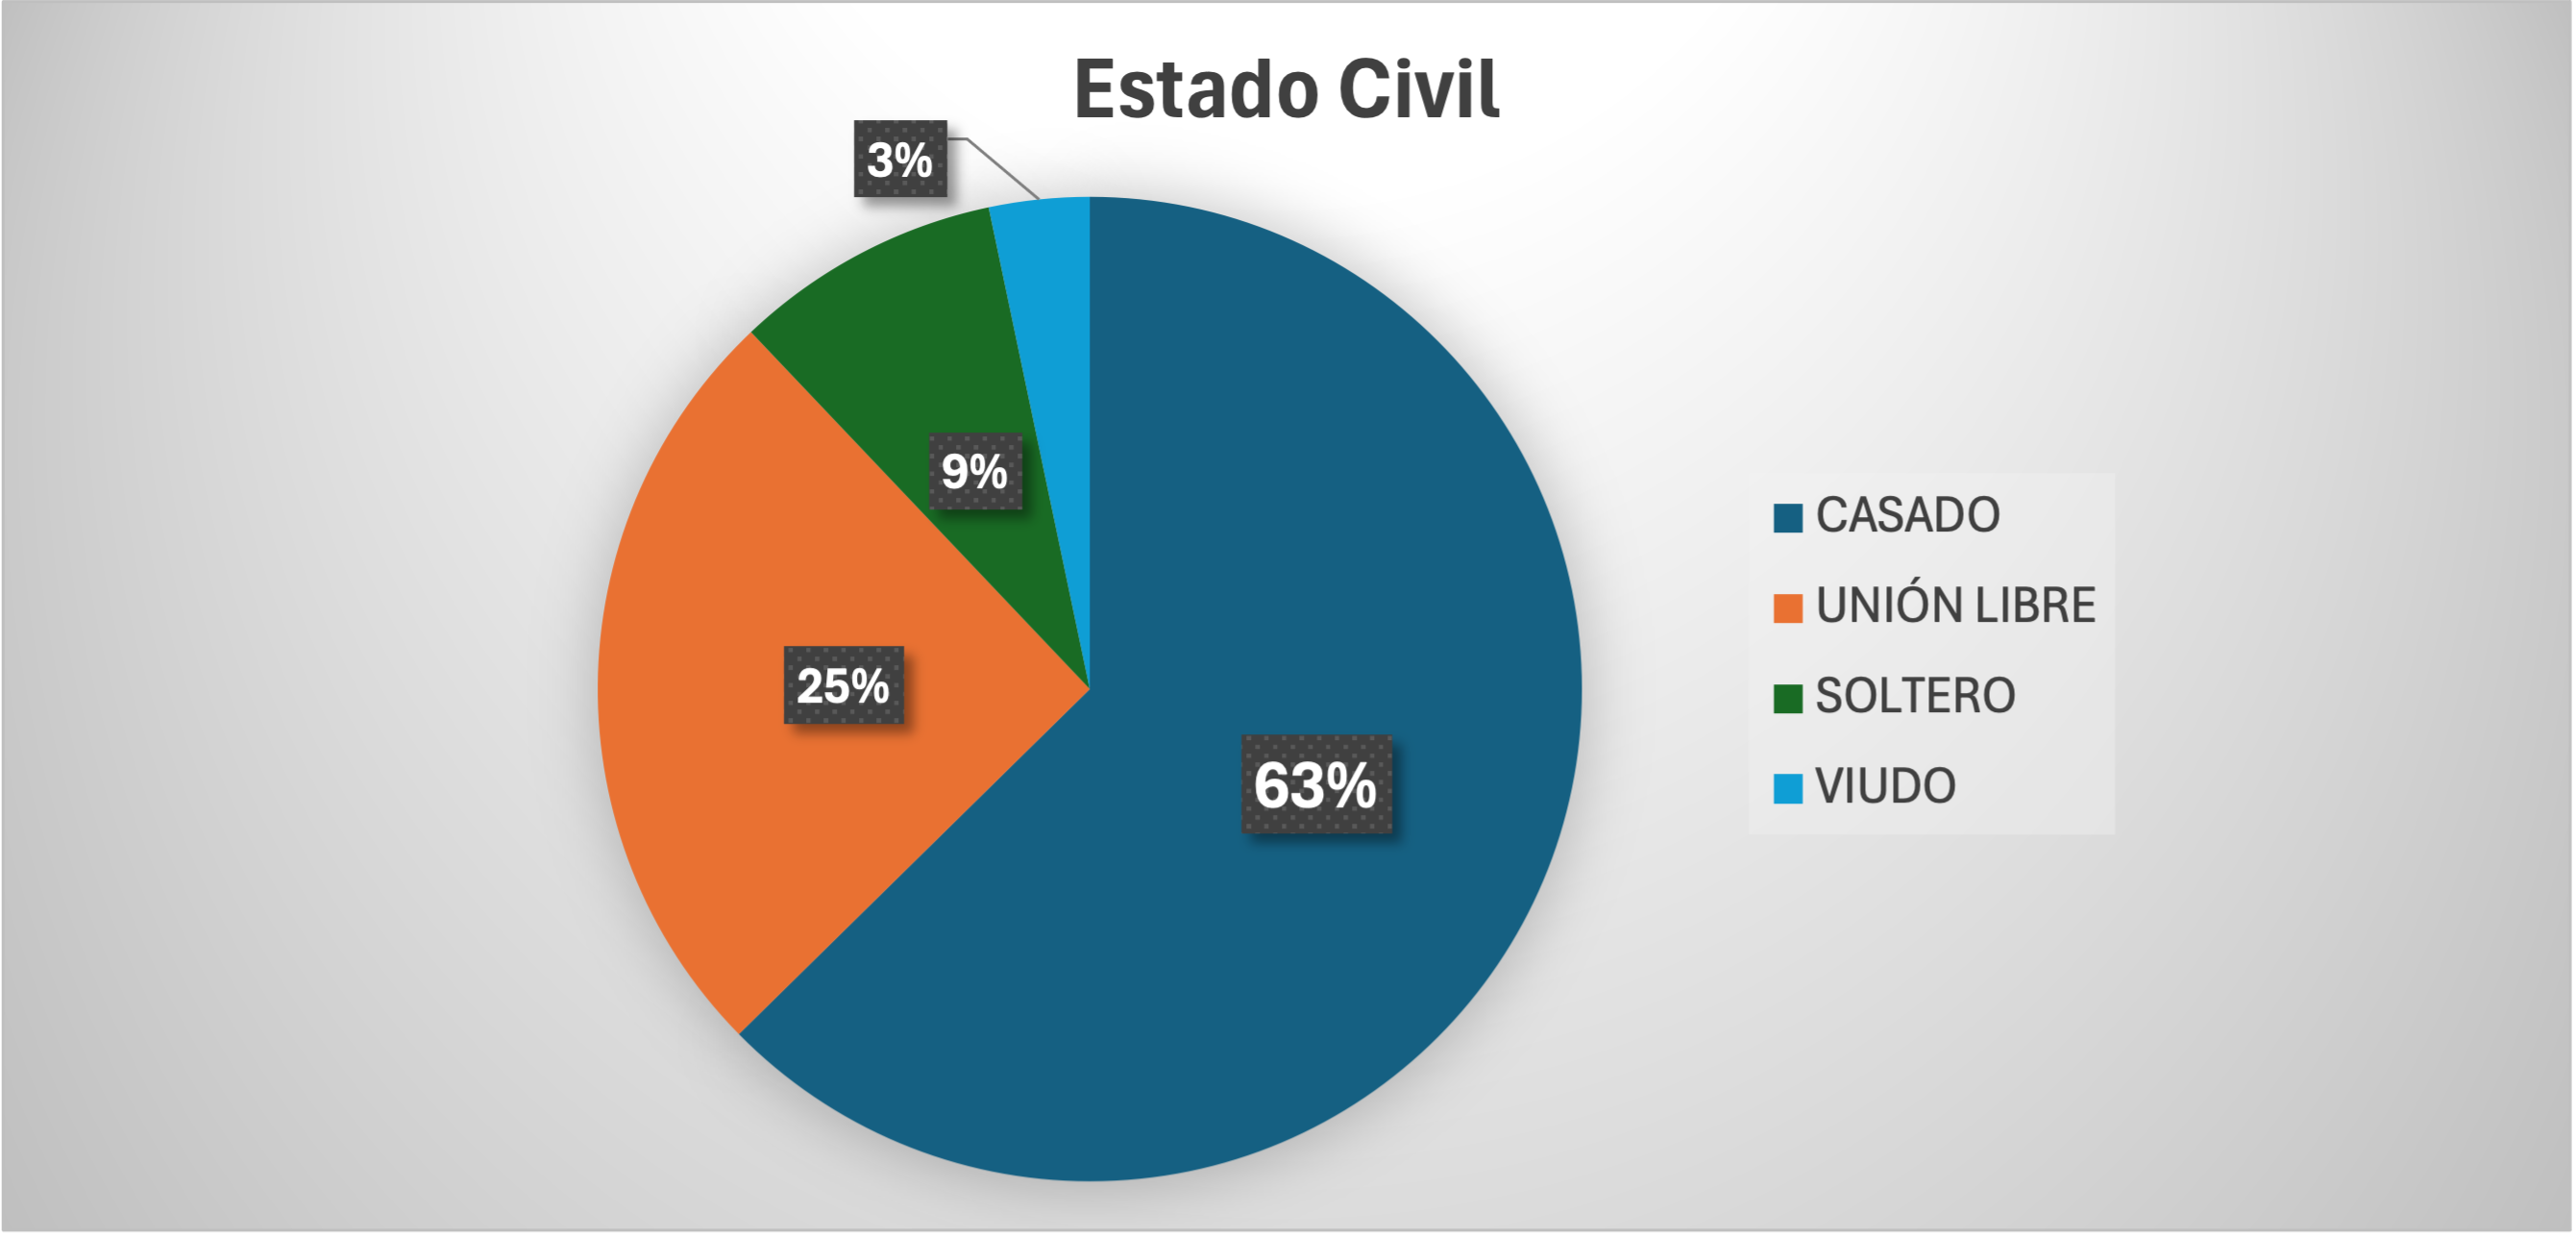 Estado Civil
3%
9%
25%
63%
CASADO
UNIÓN LIBRE
SOLTERO
VIUDO